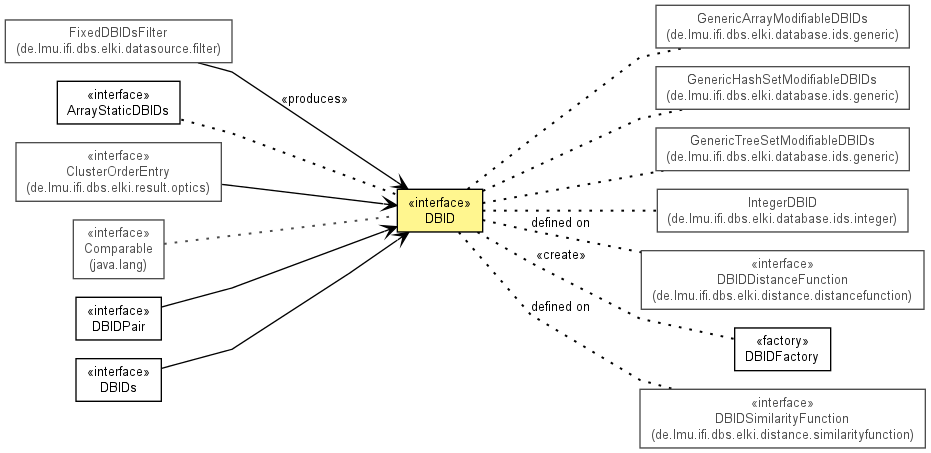 FixedDBIDsFilter
(de.lmu.ifi.dbs.elki.datasource.filter)
«interface»
ArrayStaticDBIDs
«interface»
ClusterOrderEntry
(de.lmu.ifi.dbs.elki.result.optics)
«interface»
Comparable
(java.lang)
«interface»
DBIDPair
«interface»
DBIDs
«produces»
«interface»
DBID
defined on
«create»
defined on
GenericArrayModifiableDBIDs
(de.lmu.ifi.dbs.elki.database.ids.generic)
GenericHashSetModifiableDBIDs
(de.lmu.ifi.dbs.elki.database.ids.generic)
GenericTreeSetModifiableDBIDs
(de.lmu.ifi.dbs.elki.database.ids.generic)
IntegerDBID
(de.lmu.ifi.dbs.elki.database.ids.integer)
«interface»
DBIDDistanceFunction
(de.lmu.ifi.dbs.elki.distance.distancefunction)
«factory»
DBIDFactory
«interface»
DBIDSimilarityFunction
(de.lmu.ifi.dbs.elki.distance.similarityfunction)